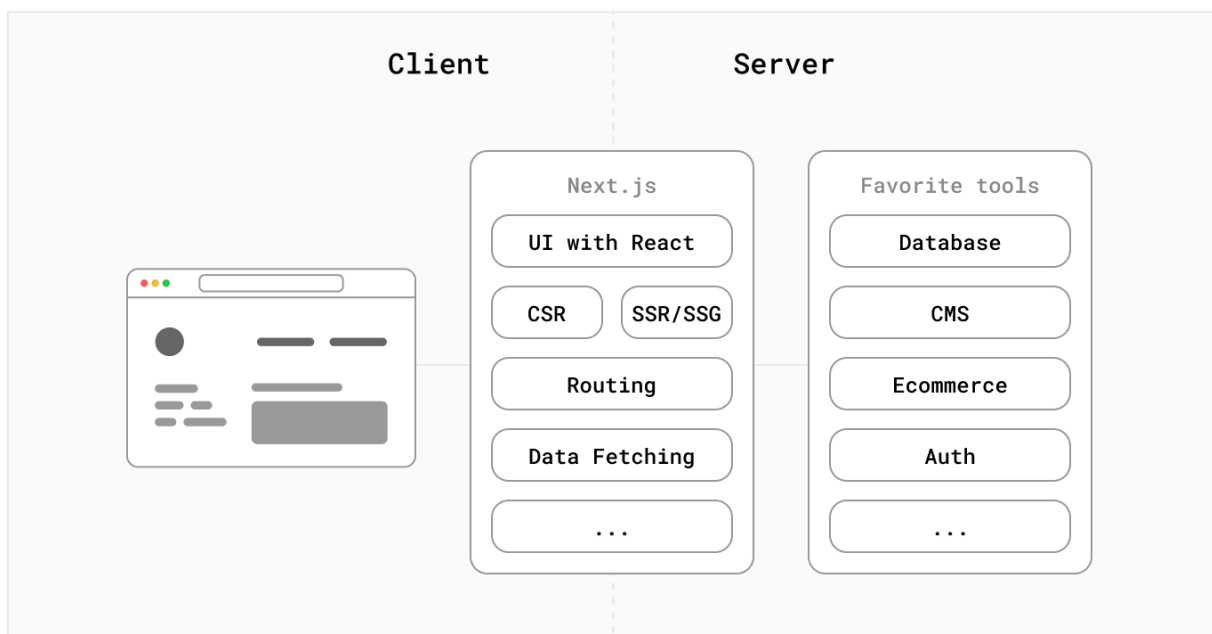 Client
Server
Next.js
UI with React
CSR
SSR/SSG
Routing
Data Fetching
...
Favorite tools
Database
CMS
Ecommerce
Auth
...